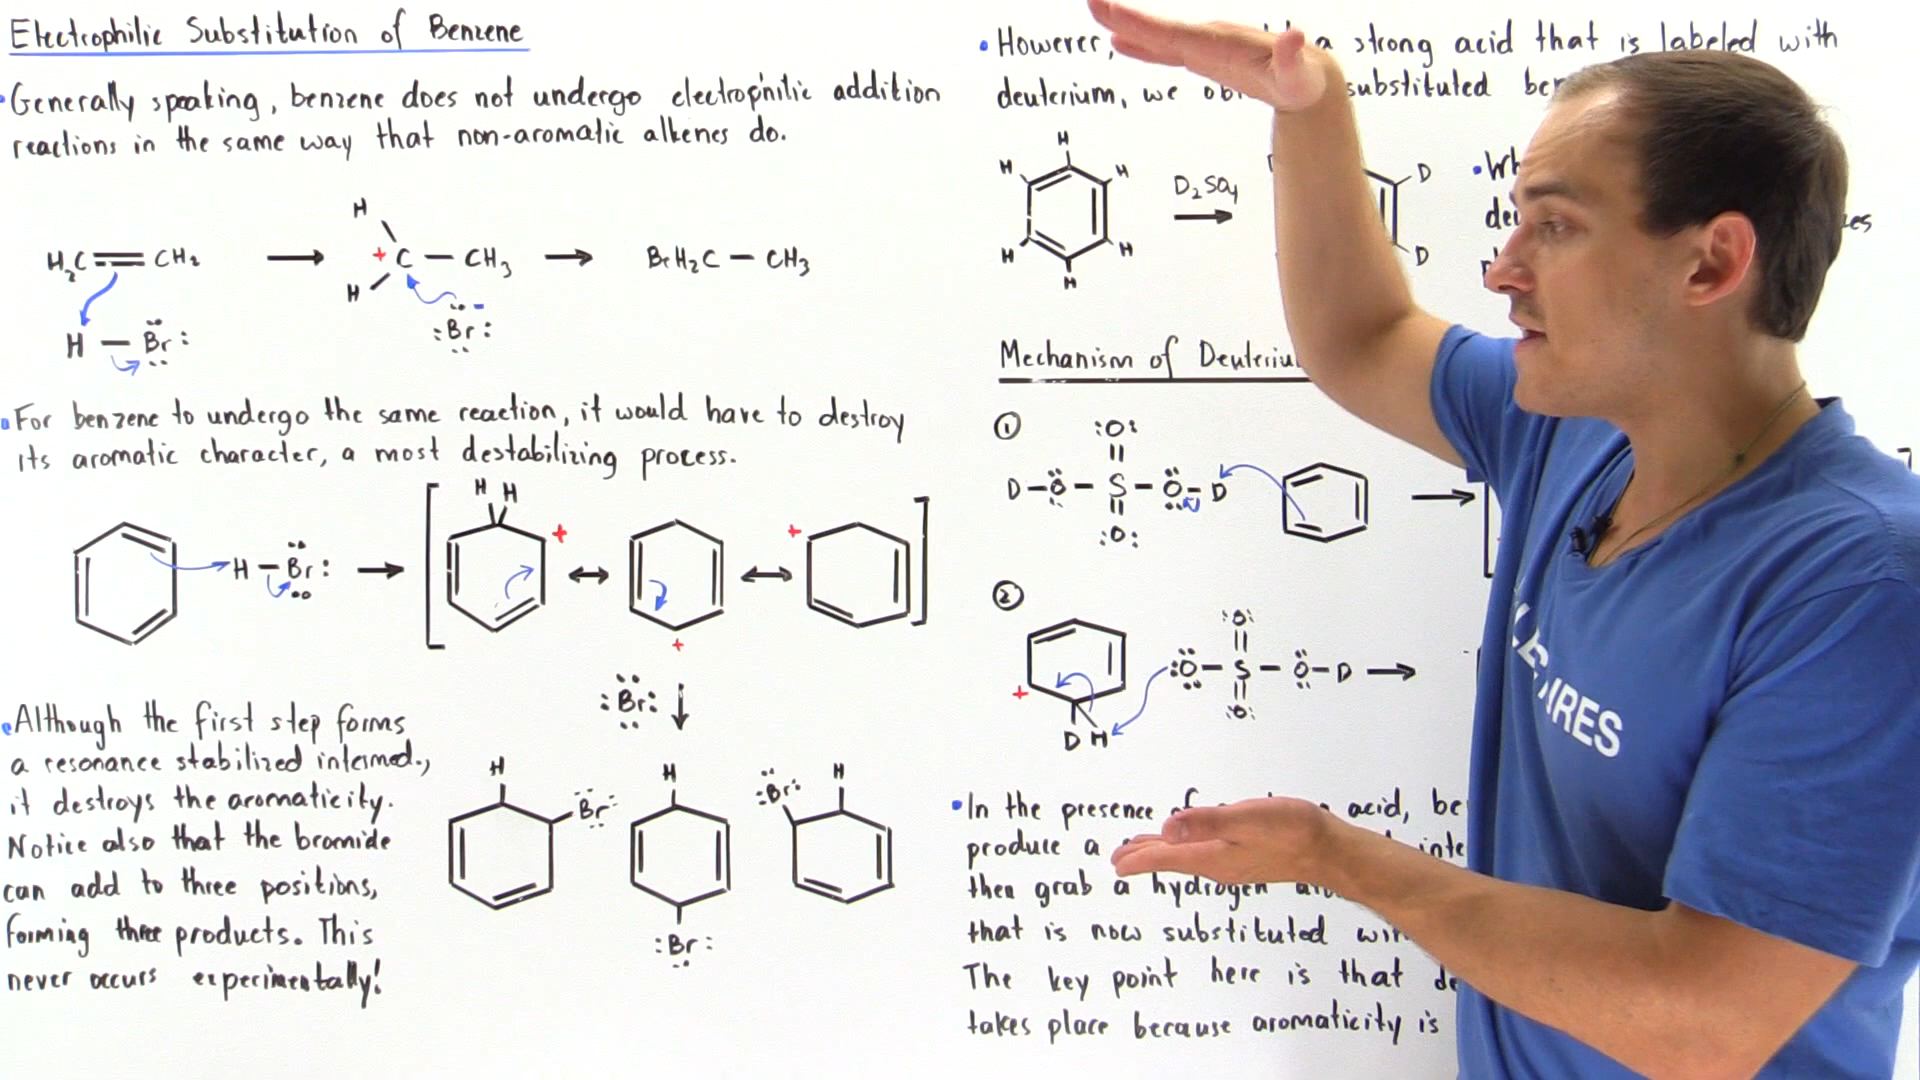 Electrophilic Substitution of Benzene
• Generally speaking, benzene does not undergo electrophilic addition
reactions in the same way that non-aromatic alkenes do.
H₂C=CH₂ → H H + C — CH₃ → BrH₂C — CH₃
H — Br :Br: -
• For benzene to undergo the same reaction, it would have to destroy
its aromatic character, a most destabilizing process.
H — Br: → [ H H + ↔ + ↔ + ]
:Br: ↓
• Although the first step forms
a resonance stabilized intermed.,
it destroys the aromaticity.
Notice also that the bromide
can add to three positions,
forming three products. This
never occurs experimentally!
H Br H :Br: :Br: H
• However, a strong acid that is labeled with
deuterium, we substituted
H H H H H H D₂SO₄ → D D
Mechanism of
①
D—O—S—O—D →
:O:
:O:
②
+ D H :O—S—O—D →
:O:
:O:
• In the presence of acid,
produce a
then grab a hydrogen
that is now substituted
The key point here is that
takes place because aromaticity is